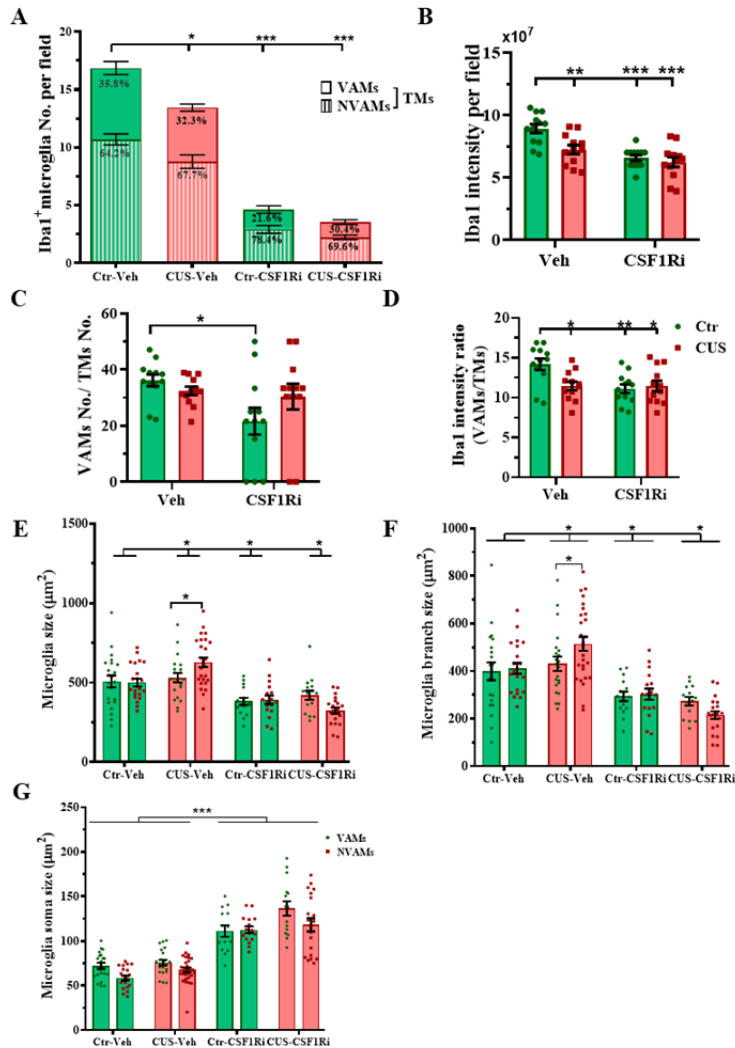 A
* *** ***
20
15
10
5
0
Iba1+microglia No. per field
35.8%
64.2%
32.3%
67.7%
21.6%
78.4%
30.4%
69.6%
VAMs
NVAMs
TMs
Ctr-Veh CUS-Veh Ctr-CSF1Ri CUS-CSF1Ri
B
×10⁷
** *** ***
15
10
5
0
Iba1 intensity per field
Veh CSF1Ri
C
*
60
40
20
0
VAMs No./ TMs No.
Veh CSF1Ri
D
* ** *
20
15
10
5
0
Iba1 intensity ratio
(VAMs/TMs)
Ctr
CUS
Veh CSF1Ri
E
* * *
*
1500
1000
500
0
Microglia size (μm²)
Ctr-Veh CUS-Veh Ctr-CSF1Ri CUS-CSF1Ri
F
* * *
*
1000
800
600
400
200
0
Microglia branch size (μm²)
Ctr-Veh CUS-Veh Ctr-CSF1Ri CUS-CSF1Ri
G
***
250
200
150
100
50
0
Microglia soma size (μm²)
VAMs
NVAMs
Ctr-Veh CUS-Veh Ctr-CSF1Ri CUS-CSF1Ri